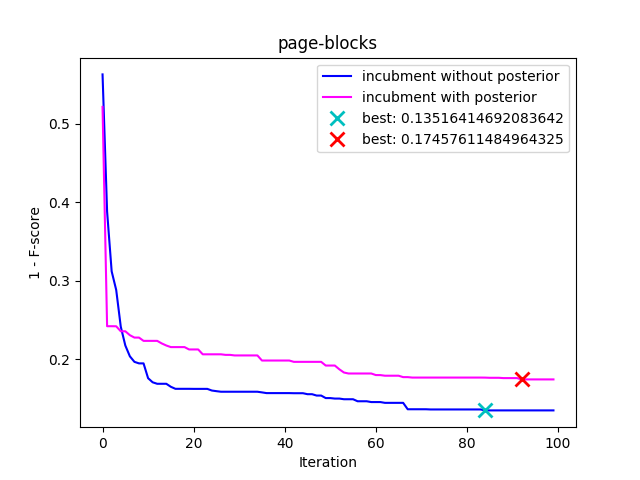 page-blocks
incubment without posterior
incubment with posterior
best: 0.13516414692083642
best: 0.17457611484964325
0.5
0.4
0.3
0.2
1 - F-score
0 20 40 60 80 100
Iteration